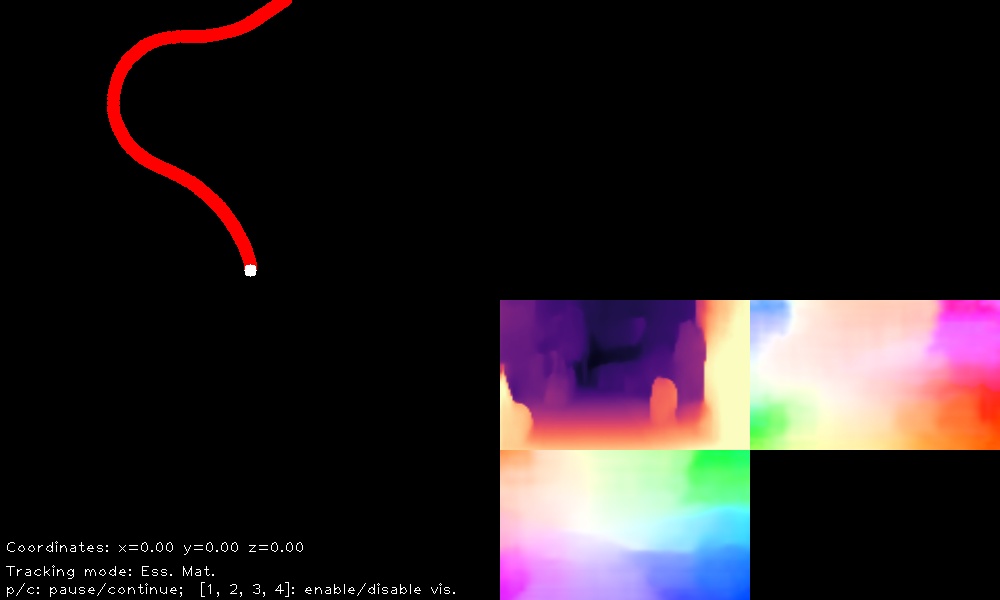 Coordinates: x=0.00 y=0.00 z=0.00
Tracking mode: Ess. Mat.
p/c: pause/continue; [1, 2, 3, 4]: enable/disable vis.